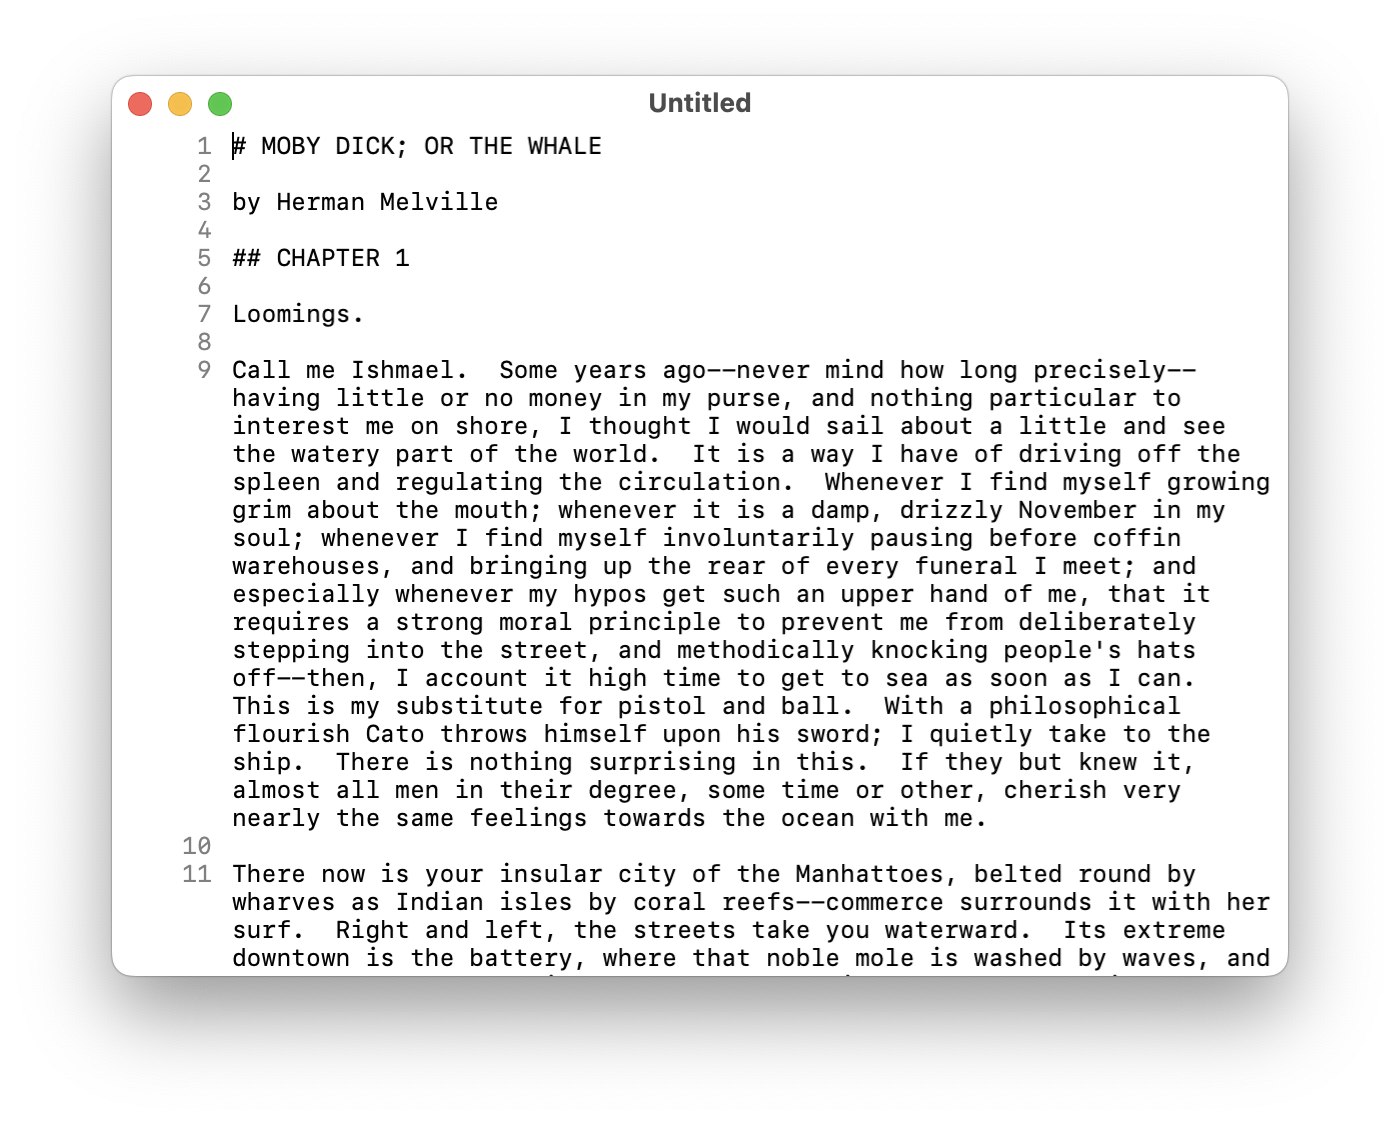 Untitled
1 # MOBY DICK; OR THE WHALE
2
3 by Herman Melville
4
5 ## CHAPTER 1
6
7 Loomings.
8
9 Call me Ishmael.  Some years ago--never mind how long precisely--
having little or no money in my purse, and nothing particular to
interest me on shore, I thought I would sail about a little and see
the watery part of the world.  It is a way I have of driving off the
spleen and regulating the circulation.  Whenever I find myself growing
grim about the mouth; whenever it is a damp, drizzly November in my
soul; whenever I find myself involuntarily pausing before coffin
warehouses, and bringing up the rear of every funeral I meet; and
especially whenever my hypos get such an upper hand of me, that it
requires a strong moral principle to prevent me from deliberately
stepping into the street, and methodically knocking people's hats
off--then, I account it high time to get to sea as soon as I can.
This is my substitute for pistol and ball.  With a philosophical
flourish Cato throws himself upon his sword; I quietly take to the
ship.  There is nothing surprising in this.  If they but knew it,
almost all men in their degree, some time or other, cherish very
nearly the same feelings towards the ocean with me.
10
11 There now is your insular city of the Manhattoes, belted round by
wharves as Indian isles by coral reefs--commerce surrounds it with her
surf.  Right and left, the streets take you waterward.  Its extreme
downtown is the battery, where that noble mole is washed by waves, and